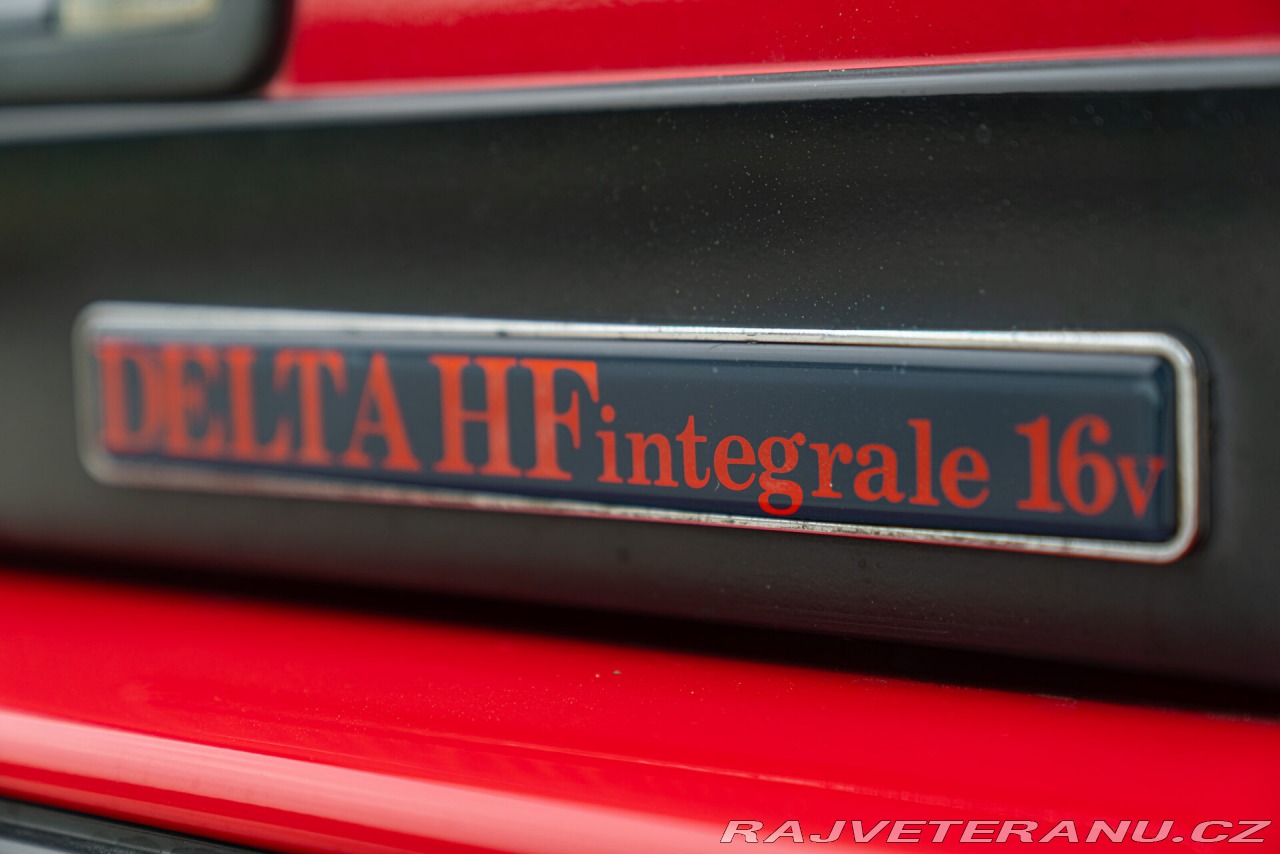 DELTA HF integrale 16v
RAJVETERANU.CZ